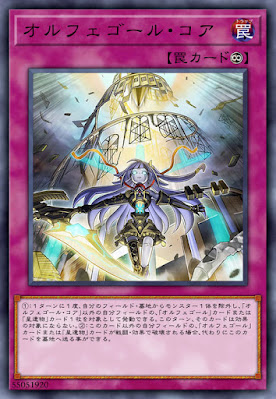 オルフェゴール・コア
トラップ
罠
【罠カード】
①：１ターンに１度、自分のフィールド・墓地からモンスター１体を除外し、「オ
ルフェゴール・コア」以外の自分フィールドの、「オルフェゴール」カードまたは
「星遺物」カード１枚を対象として発動できる。このターン、そのカードは効果
の対象にならない。②：このカード以外の自分フィールドの、「オルフェゴール」カ
ードまたは「星遺物」カードが戦闘・効果で破壊される場合、代わりにこのカード
を墓地へ送る事ができる。